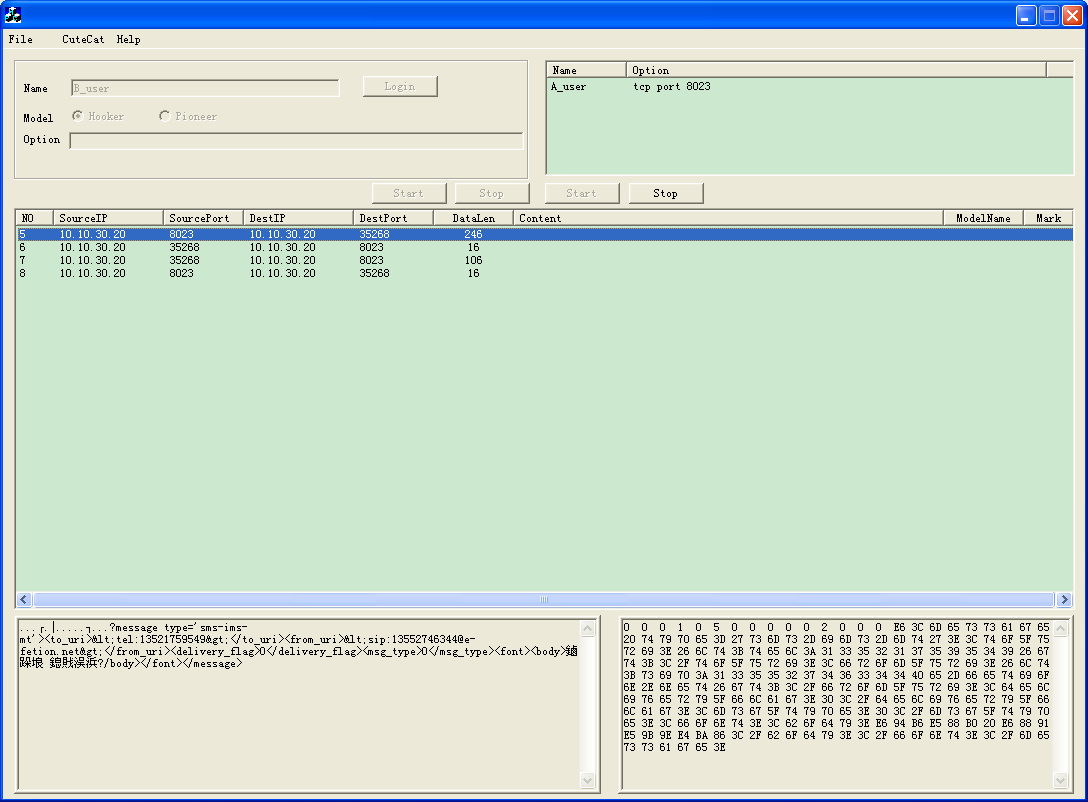 File CuteCat Help
Name B_user Login
Model Hooker Pioneer
Option
Name Option
A_user tcp port 8023
Start Stop Start Stop
NO SourceIP SourcePort DestIP DestPort DataLen Content ModelName Mark
5 10.10.30.20 8023 10.10.30.20 35268 246
6 10.10.30.20 35268 10.10.30.20 8023 16
7 10.10.30.20 35268 10.10.30.20 8023 106
8 10.10.30.20 8023 10.10.30.20 35268 16
...┌.│.....┐...?message type='sms-ims-
mt'><to_uri>&lt;tel:13521759549&gt;</to_uri><from_uri>&lt;sip:13552746344@e-
fetion.net&gt;</from_uri><delivery_flag>0</delivery_flag><msg_type>0</msg_type><font><body>
?/body></font></message>
0 0 0 1 0 5 0 0 0 0 0 2 0 0 0 E6 3C 6D 65 73 73 61 67 65
20 74 79 70 65 3D 27 73 6D 73 2D 69 6D 73 2D 6D 74 27 3E 3C 74 6F 5F 75
72 69 3E 26 6C 74 3B 74 65 6C 3A 31 33 35 32 31 37 35 39 35 34 39 26 67
74 3B 3C 2F 74 6F 5F 75 72 69 3E 3C 66 72 6F 6D 5F 75 72 69 3E 26 6C 74
3B 73 69 70 3A 31 33 35 35 32 37 34 36 33 34 34 40 65 2D 66 65 74 69 6F
6E 2E 6E 65 74 26 67 74 3B 3C 2F 66 72 6F 6D 5F 75 72 69 3E 3C 64 65 6C
69 76 65 72 79 5F 66 6C 61 67 3E 30 3C 2F 64 65 6C 69 76 65 72 79 5F 66
6C 61 67 3E 3C 6D 73 67 5F 74 79 70 65 3E 30 3C 2F 6D 73 67 5F 74 79 70
65 3E 3C 66 6F 6E 74 3E 3C 62 6F 64 79 3E E6 94 B6 E5 88 B0 20 E6 88 91
E5 9B 9E E4 BA 86 3C 2F 62 6F 64 79 3E 3C 2F 66 6F 6E 74 3E 3C 2F 6D 65
73 73 61 67 65 3E